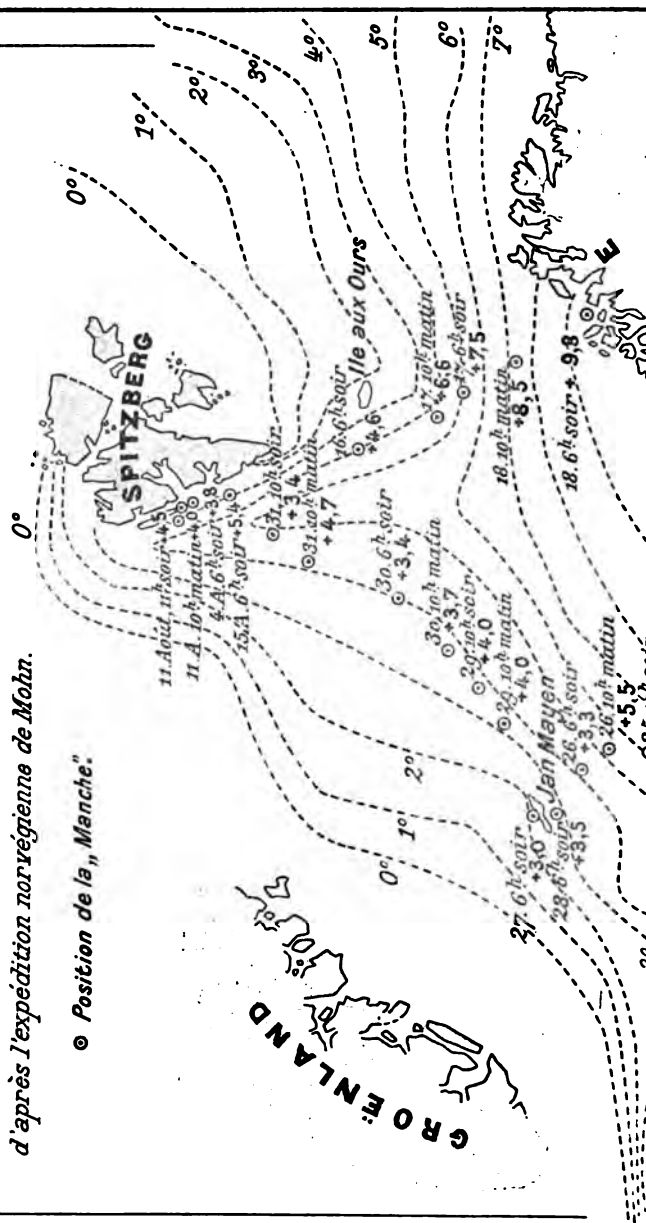 d'après l'expédition norvégienne de Mohn.
⊙ Position de la „Manche".
0°
0°
1°
2°
3°
4°
5°
6°
7°
SPITZBERG
Ile aux Ours
11.Août.1h soir+4,5
11.A.10h matin+4,0
4.A.6h soir+3,8
15.A.6h soir+5,4
31.10h soir
+3,4
31.10h matin
+4,7
16.6h soir
+4,6
17.10h matin
+6,6
17.6h soir
+7,5
18.10h matin
+8,5
18.6h soir+9,8
E
30.6h soir
+3,4
30.10h matin
+3,7
29.10h soir
+4,0
29.10h matin
+4,0
Jan Mayen
26.6h soir
+3,3
26.10h matin
+5,5
27.6h soir
+3,0
28.6h soir
+3,5
2°
1°
0°
GROËNLAND